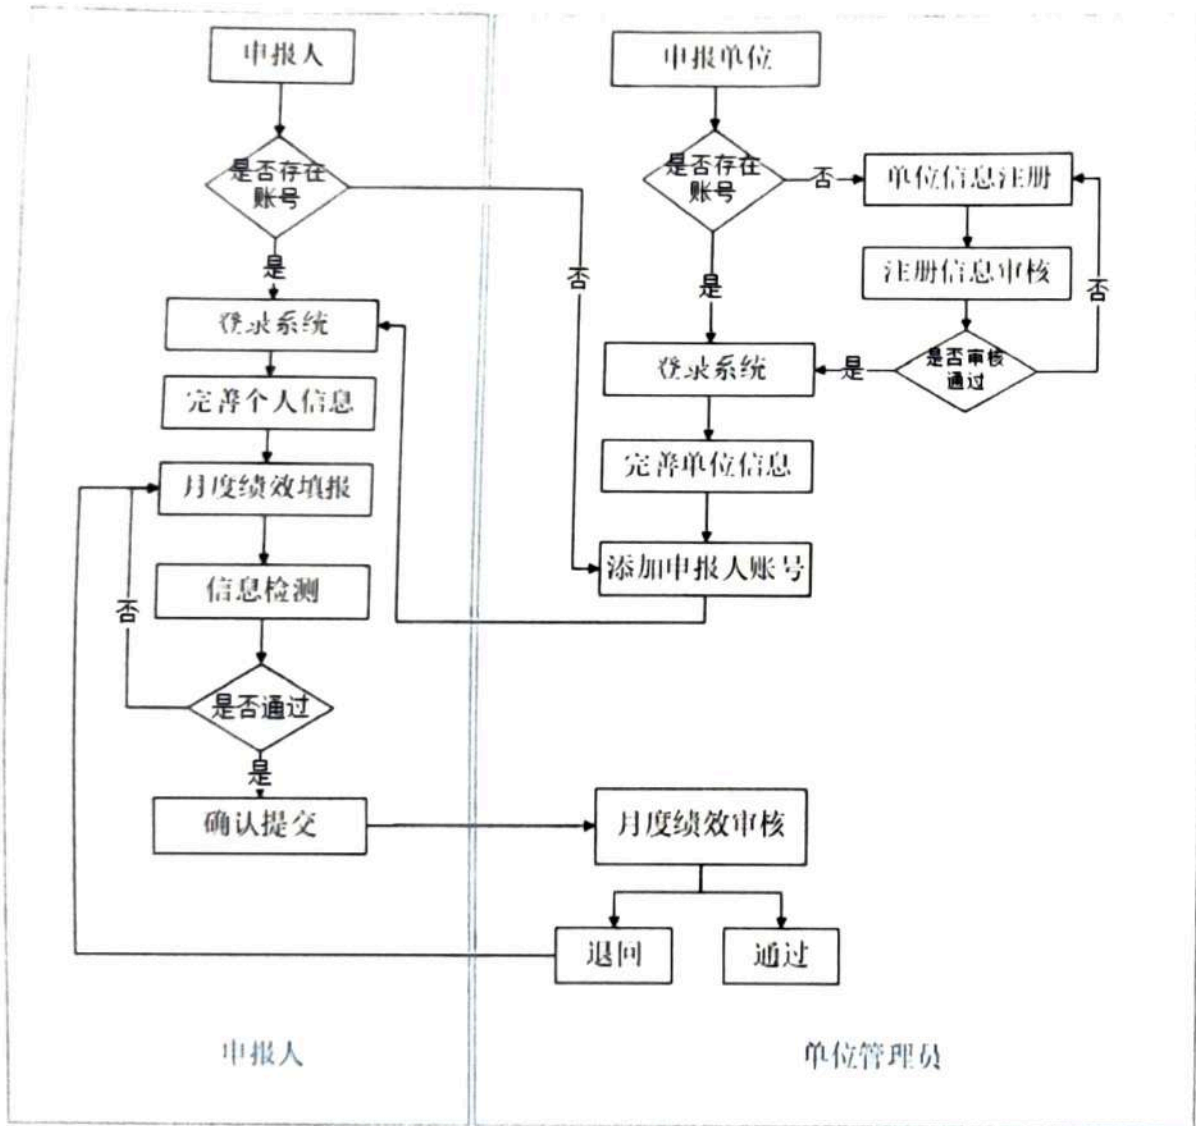 申报人
是否存在
账号
是
否
登录系统
完善个人信息
月度绩效填报
信息检测
否
是否通过
是
确认提交
申报人
申报单位
是否存在
账号
否
单位信息注册
注册信息审核
否
是
是否审核
通过
是
登录系统
完善单位信息
添加申报人账号
月度绩效审核
退回
通过
单位管理员